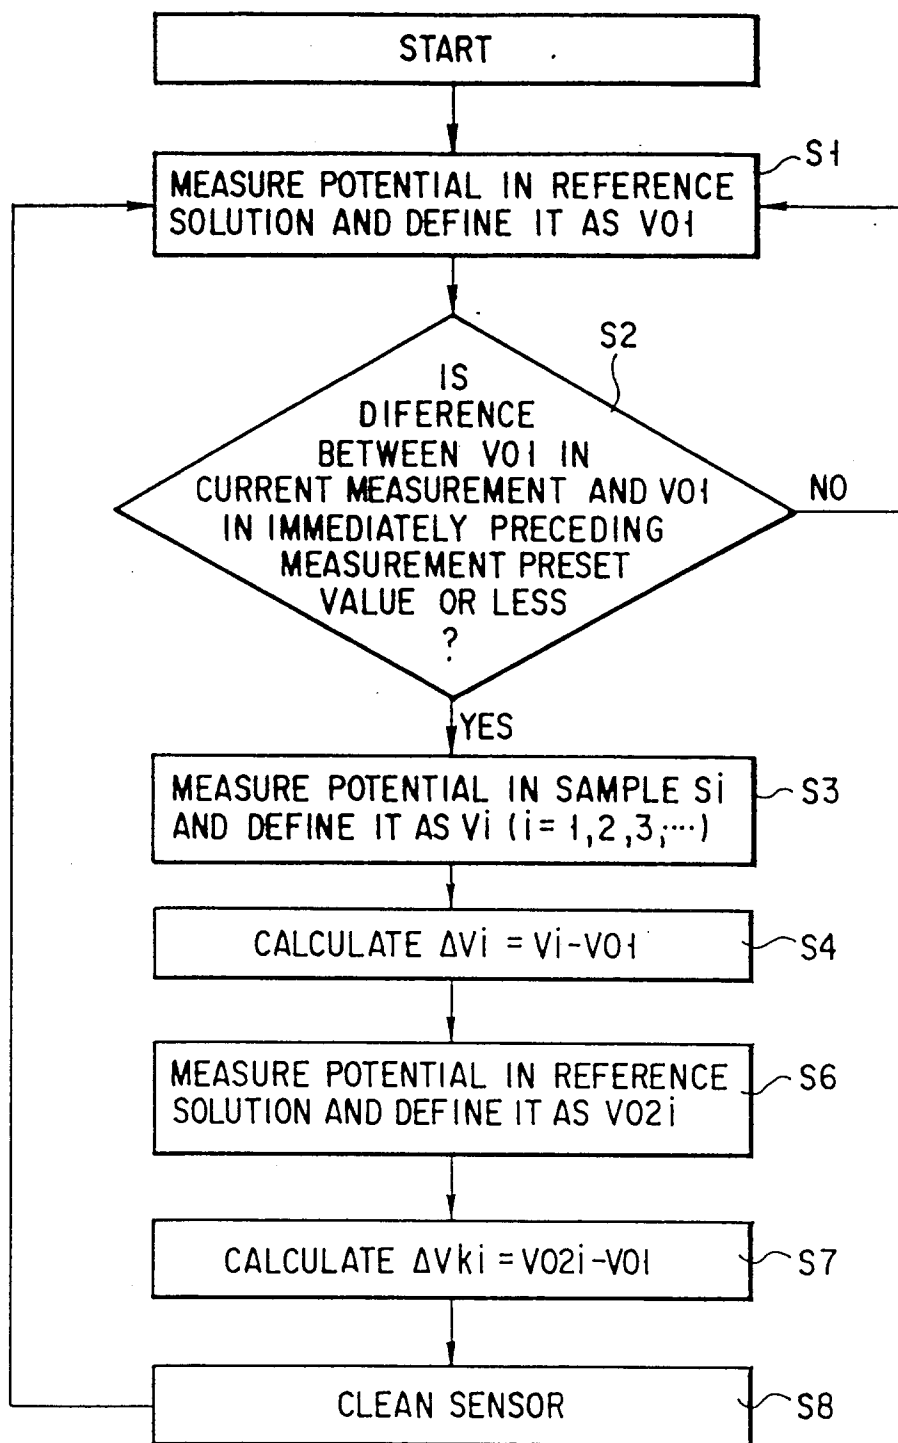 START
S1
MEASURE POTENTIAL IN REFERENCE
SOLUTION AND DEFINE IT AS V01
S2
IS
DIFERENCE
BETWEEN V01 IN
CURRENT MEASUREMENT AND V01
IN IMMEDIATELY PRECEDING
MEASUREMENT PRESET
VALUE OR LESS
?
NO
YES
MEASURE POTENTIAL IN SAMPLE Si
AND DEFINE IT AS Vi (i=1,2,3,····)
S3
CALCULATE ΔVi = Vi-V01
S4
MEASURE POTENTIAL IN REFERENCE
SOLUTION AND DEFINE IT AS V02i
S6
CALCULATE ΔVki = V02i-V01
S7
CLEAN SENSOR
S8